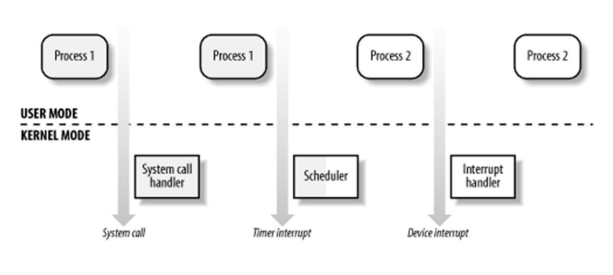 Process 1
Process 1
Process 2
Process 2
USER MODE
KERNEL MODE
System call
handler
Scheduler
Interrupt
handler
System call
Timer interrupt
Device interrupt